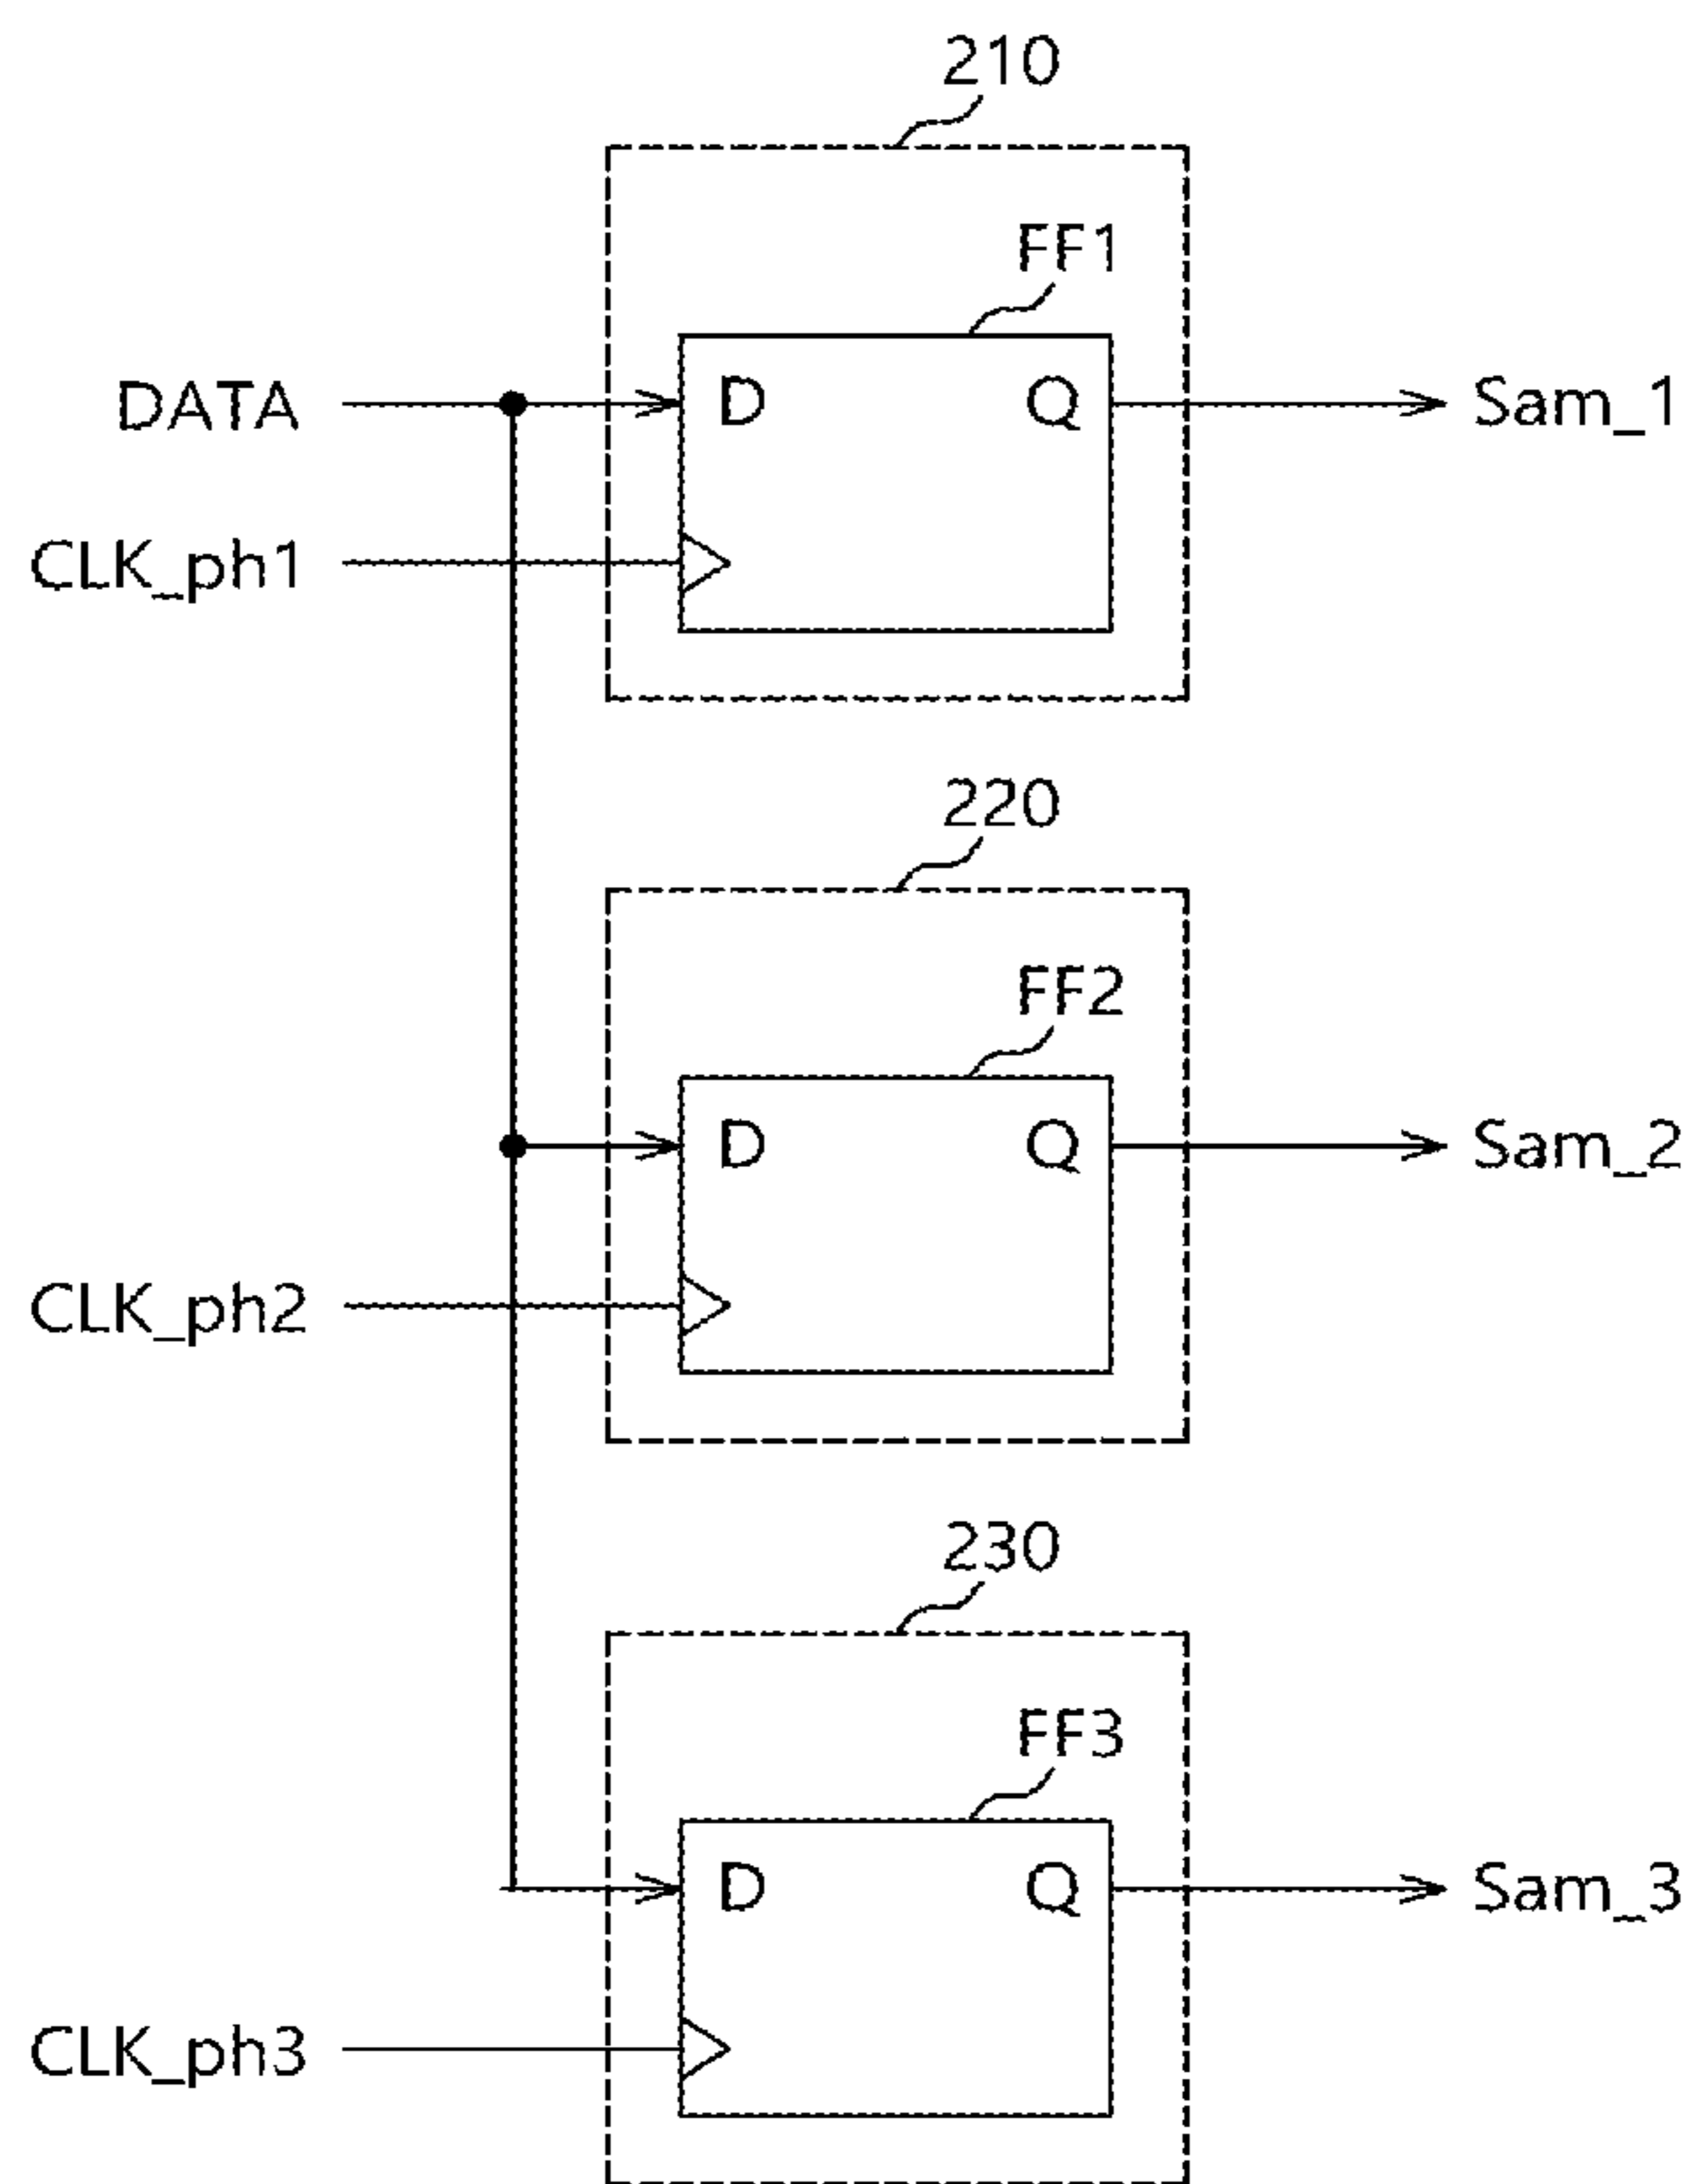 210
FF1
DATA D Q Sam_1
CLK_ph1
220
FF2
D Q Sam_2
CLK_ph2
230
FF3
D Q Sam_3
CLK_ph3